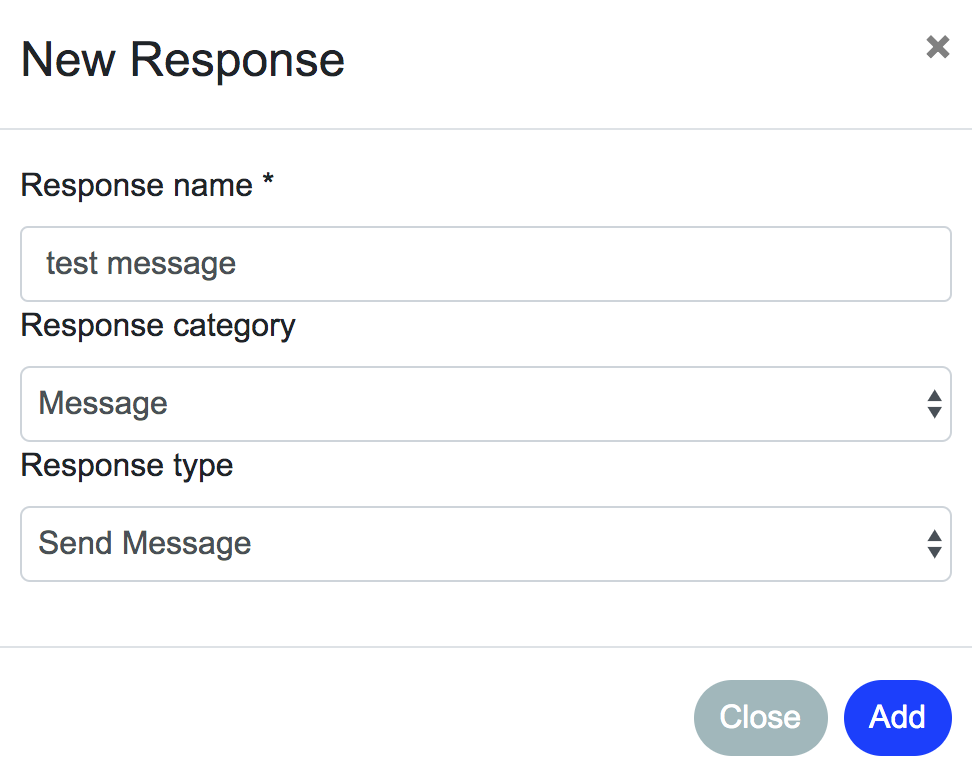 New Response
Response name *
test message
Response category
Message
Response type
Send Message
Close
Add